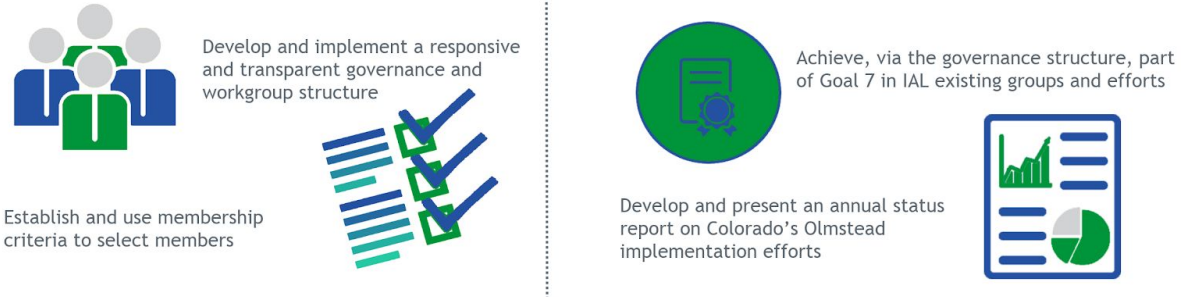 Develop and implement a responsive
and transparent governance and
workgroup structure
Establish and use membership
criteria to select members
Achieve, via the governance structure, part
of Goal 7 in IAL existing groups and efforts
Develop and present an annual status
report on Colorado’s Olmstead
implementation efforts